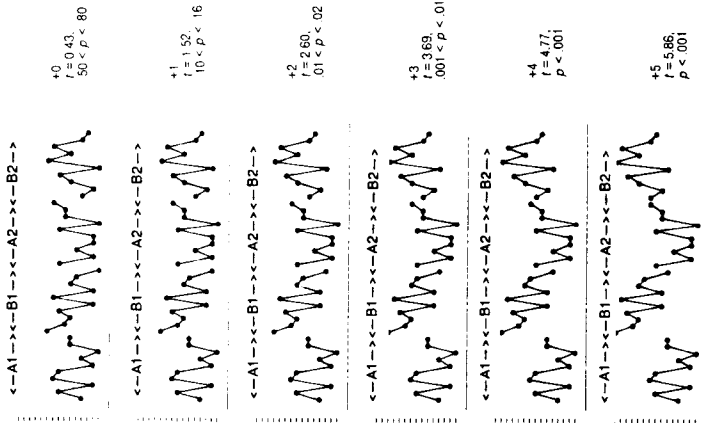 <--A1--><--B1--><--A2--><--B2-->
+0
t = 0 43,
50 < p < 80
<--A1--><--B1--><--A2--><--B2-->
+1
t = 1 52,
10 < p < 16
<--A1--><--B1--><--A2--><--B2-->
+2
t = 2 60,
.01 < p < .02
<--A1--><--B1--><--A2--><--B2-->
+3
t = 3 69,
.001 < p < .01
<--A1--><--B1--><--A2--><--B2-->
+4
t = 4.77,
p < .001
<--A1--><--B1--><--A2--><--B2-->
+5
t = 5.86,
p < .001